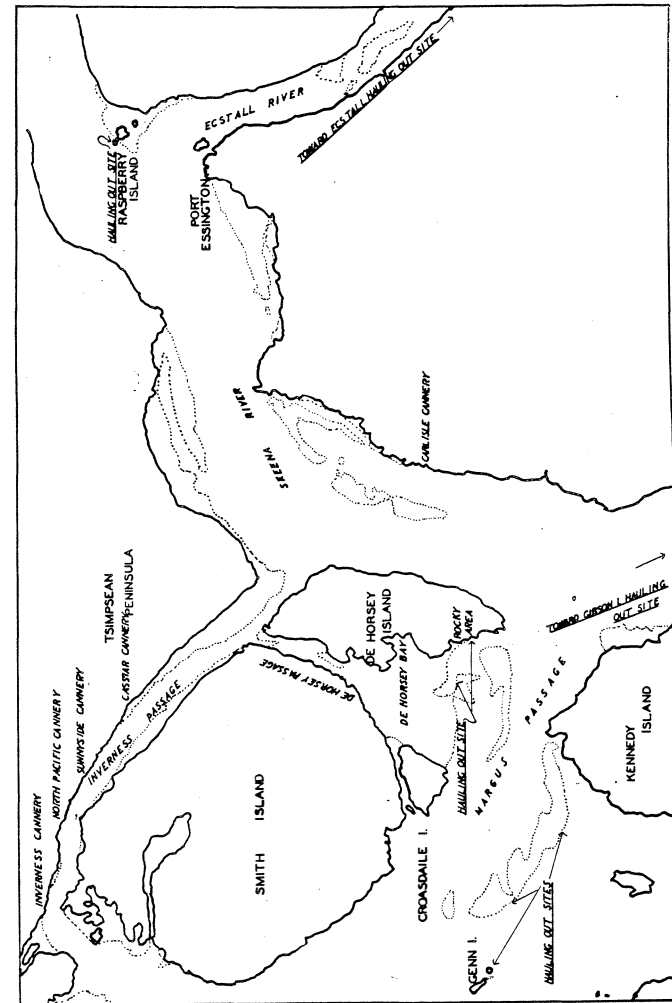 INVERNESS CANNERY
NORTH PACIFIC CANNERY
SUNNYSIDE CANNERY
CASSIAR CANNERY
TSIMPSEAN
PENINSULA
INVERNESS PASSAGE
SMITH
ISLAND
DE HORSEY PASSAGE
DE HORSEY
ISLAND
DE HORSEY BAY
ROCKY
AREA
HAULING OUT SITE
CROASDAILE I.
MARGUS
PASSAGE
GENN I.
HAULING OUT SITES
KENNEDY
ISLAND
TOWARD GIBSON I. HAULING
OUT SITE
SKEENA
RIVER
CARLISLE CANNERY
PORT
ESSINGTON
HAULING OUT SITE
RASPBERRY
ISLAND
ECSTALL RIVER
TOWARD ECSTALL HAULING OUT SITE